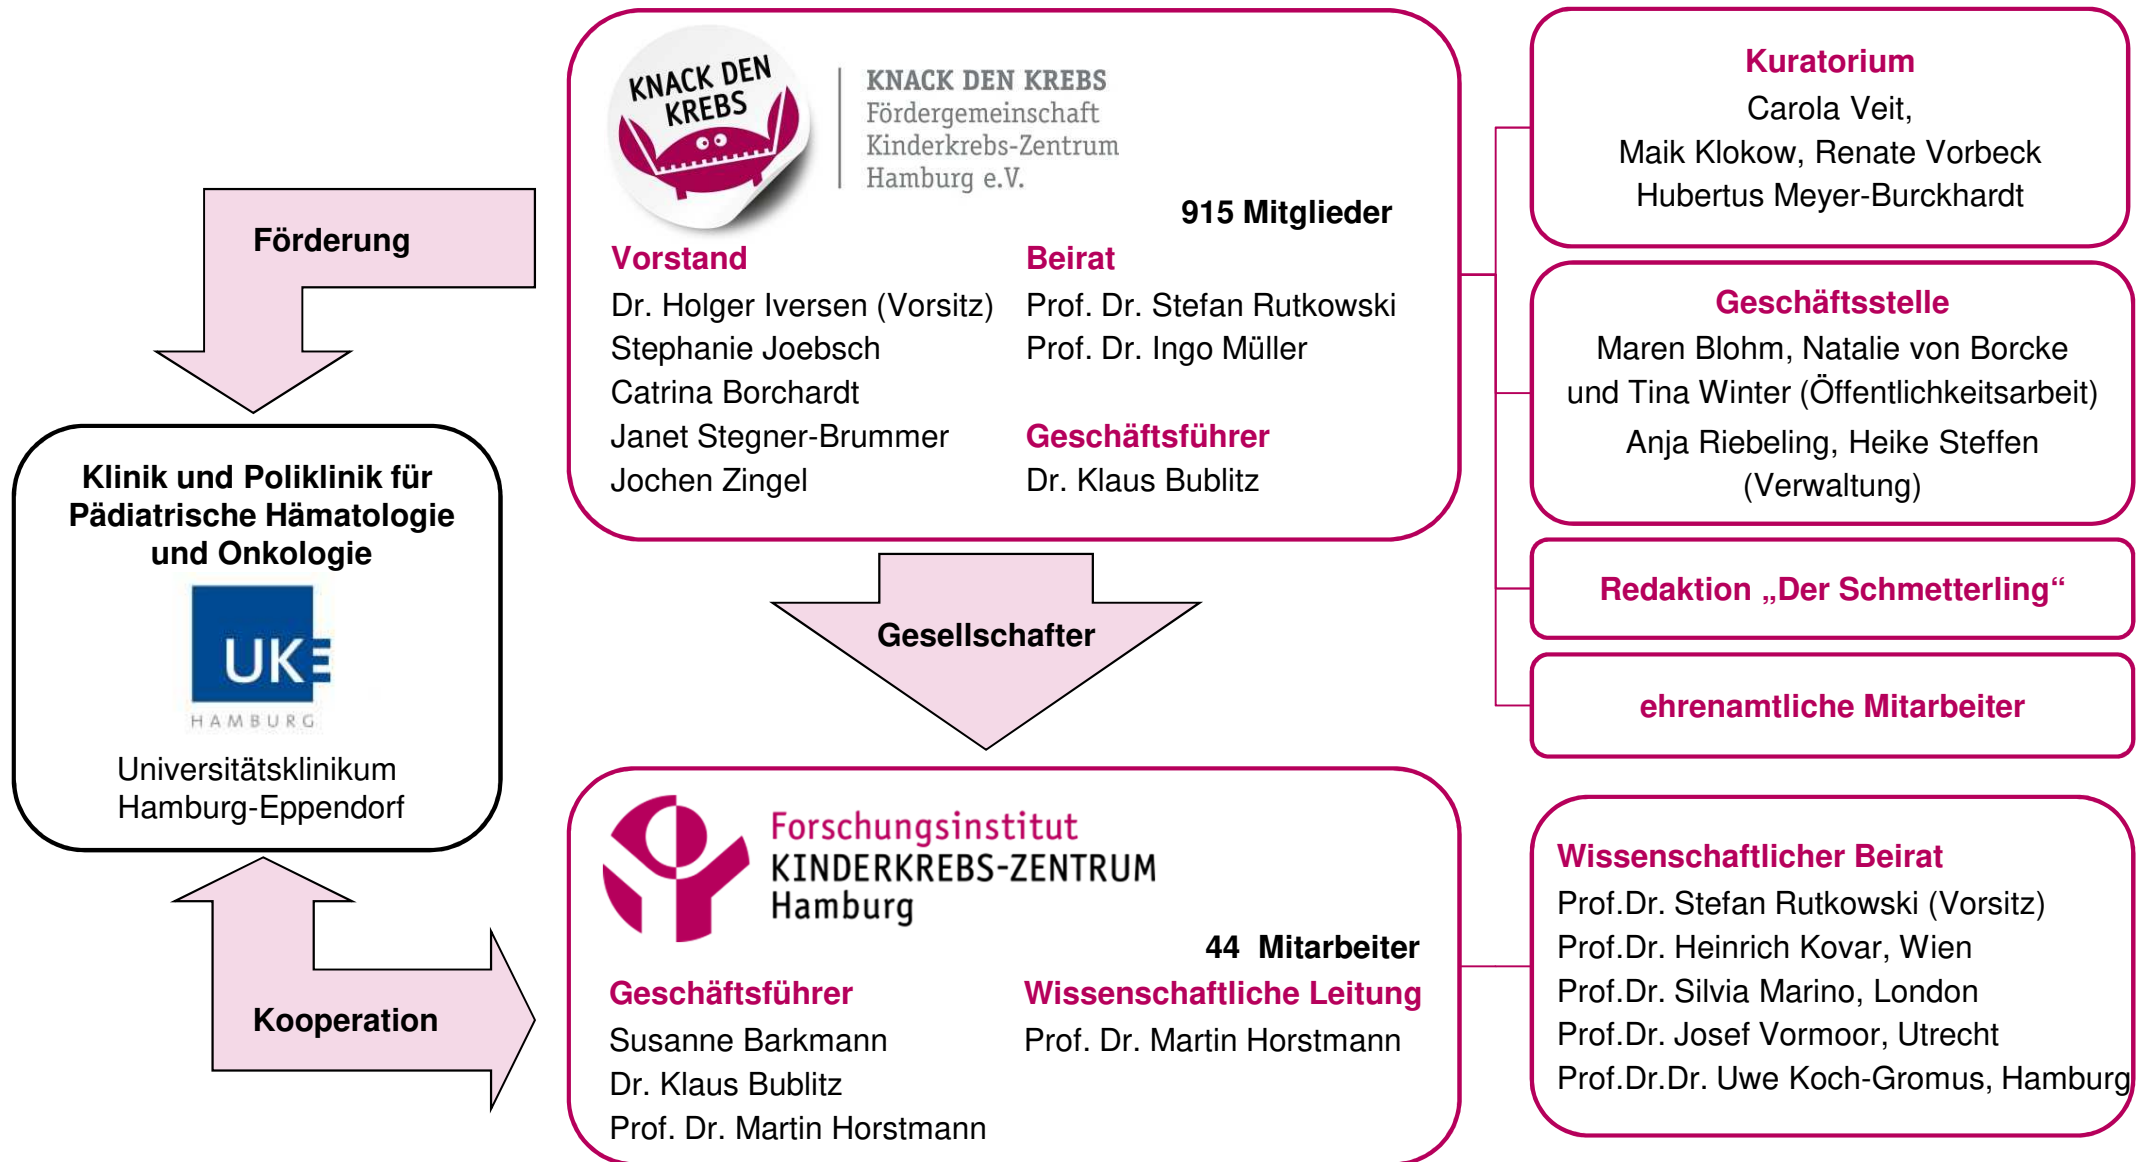 KNACK DEN
KREBS
KNACK DEN KREBS
Fördergemeinschaft
Kinderkrebs-Zentrum
Hamburg e.V.
915 Mitglieder
Vorstand
Dr. Holger Iversen (Vorsitz)
Stephanie Joebsch
Catrina Borchardt
Janet Stegner-Brummer
Jochen Zingel
Beirat
Prof. Dr. Stefan Rutkowski
Prof. Dr. Ingo Müller
Geschäftsführer
Dr. Klaus Bublitz
Kuratorium
Carola Veit,
Maik Klokow, Renate Vorbeck
Hubertus Meyer-Burckhardt
Geschäftsstelle
Maren Blohm, Natalie von Borcke
und Tina Winter (Öffentlichkeitsarbeit)
Anja Riebeling, Heike Steffen
(Verwaltung)
Redaktion „Der Schmetterling“
ehrenamtliche Mitarbeiter
Förderung
Klinik und Poliklinik für
Pädiatrische Hämatologie
und Onkologie
UKE
HAMBURG
Universitätsklinikum
Hamburg-Eppendorf
Gesellschafter
Kooperation
Forschungsinstitut
KINDERKREBS-ZENTRUM
Hamburg
44 Mitarbeiter
Geschäftsführer
Susanne Barkmann
Dr. Klaus Bublitz
Prof. Dr. Martin Horstmann
Wissenschaftliche Leitung
Prof. Dr. Martin Horstmann
Wissenschaftlicher Beirat
Prof.Dr. Stefan Rutkowski (Vorsitz)
Prof.Dr. Heinrich Kovar, Wien
Prof.Dr. Silvia Marino, London
Prof.Dr. Josef Vormoor, Utrecht
Prof.Dr.Dr. Uwe Koch-Gromus, Hamburg